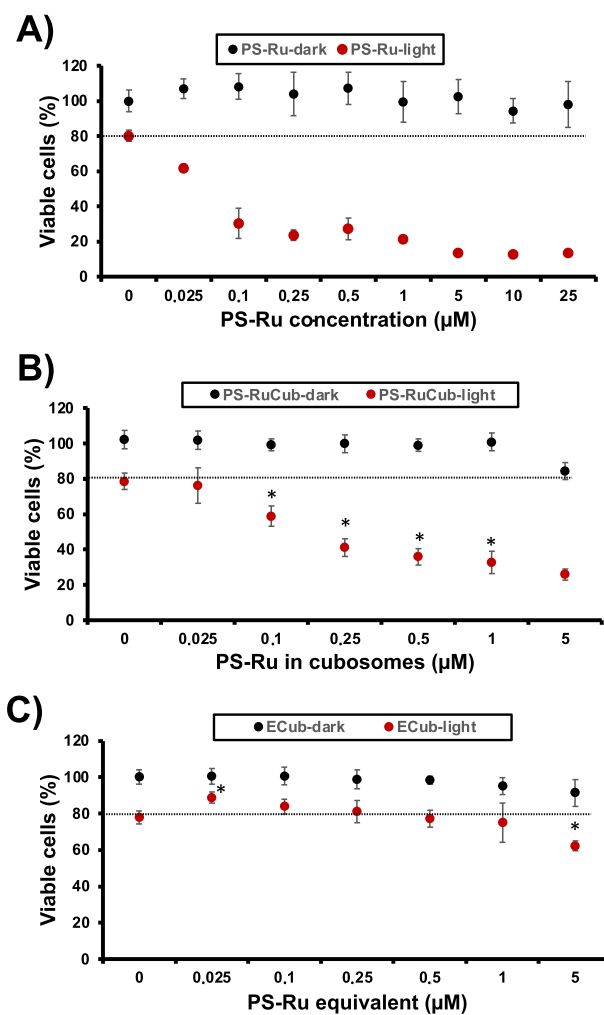 A)
PS-Ru-dark PS-Ru-light
120
100
80
60
40
20
0
Viable cells (%)
0 0.025 0.1 0.25 0.5 1 5 10 25
PS-Ru concentration (µM)
B)
PS-RuCub-dark PS-RuCub-light
120
100
80
60
40
20
0
Viable cells (%)
* * * *
0 0.025 0.1 0.25 0.5 1 5
PS-Ru in cubosomes (µM)
C)
ECub-dark ECub-light
120
100
80
60
40
20
0
Viable cells (%)
* *
0 0.025 0.1 0.25 0.5 1 5
PS-Ru equivalent (µM)